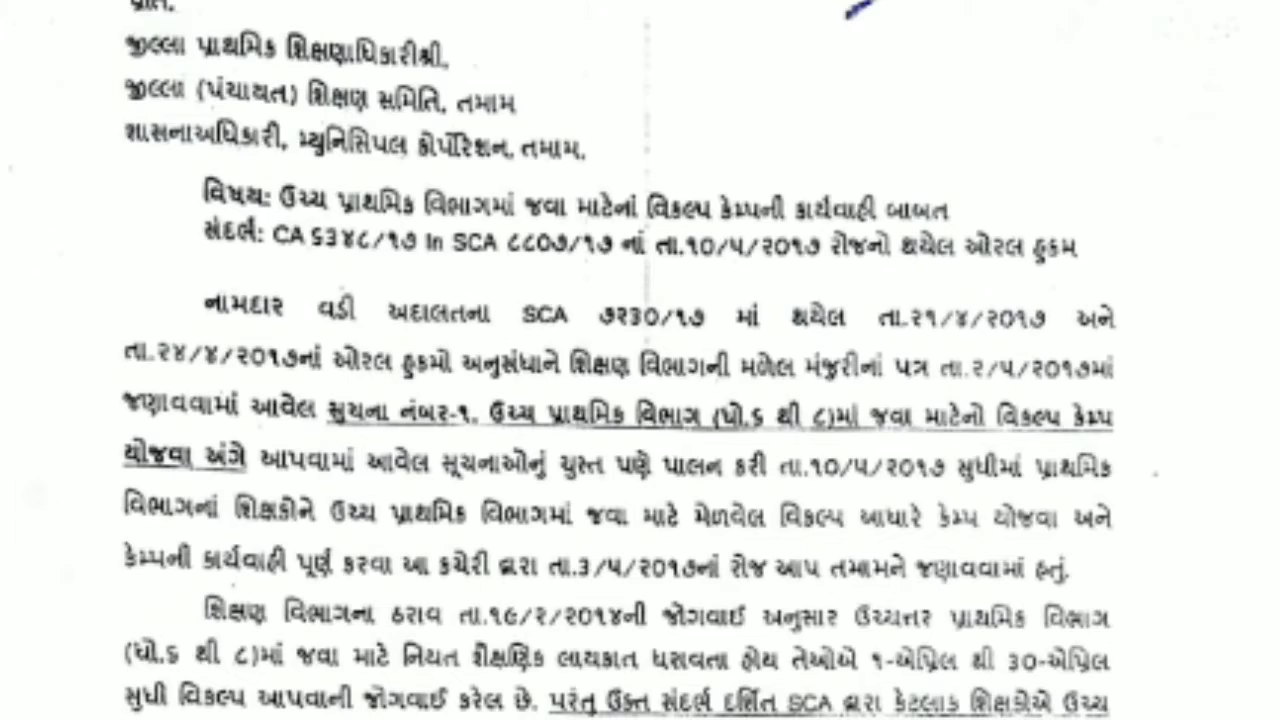 પ્રતિ,
જીલ્લા પ્રાથમિક શિક્ષણાધિકારીશ્રી,
જીલ્લા (પંચાયત) શિક્ષણ સમિતિ, તમામ
શાસનાઅધિકારી, મ્યુનિસિપલ કોર્પોરેશન, તમામ.
વિષય: ઉચ્ચ પ્રાથમિક વિભાગમાં જવા માટેનાં વિકલ્પ કેમ્પની કાર્યવાહી બાબત
સંદર્ભ: CA ૬૩૪૮/૧૭ In SCA ૮૮૦૭/૧૭ નાં તા.૧૦/૫/૨૦૧૭ રોજનો થયેલ ઓરલ હુકમ
નામદાર વડી અદાલતના SCA ૭૨૩૦/૧૭ માં થયેલ તા.૨૧/૪/૨૦૧૭ અને
તા.૨૪/૪/૨૦૧૭નાં ઓરલ હુકમો અનુસંધાને શિક્ષણ વિભાગની મળેલ મંજુરીનાં પત્ર તા.૨/૫/૨૦૧૭માં
જણાવવામાં આવેલ સુચના નંબર-૧. ઉચ્ચ પ્રાથમિક વિભાગ (ધો.૬ થી ૮)માં જવા માટેનો વિકલ્પ કેમ્પ
યોજવા અંગે આપવામાં આવેલ સૂચનાઓનું ચુસ્ત પણે પાલન કરી તા.૧૦/૫/૨૦૧૭ સુધીમાં પ્રાથમિક
વિભાગનાં શિક્ષકોને ઉચ્ચ પ્રાથમિક વિભાગમાં જવા માટે મેળવેલ વિકલ્પ આધારે કેમ્પ યોજવા અને
કેમ્પની કાર્યવાહી પૂર્ણ કરવા આ કચેરી દ્વારા તા.૩/૫/૨૦૧૭નાં રોજ આપ તમામને જણાવવામાં હતું.
શિક્ષણ વિભાગના ઠરાવ તા.૧૯/૨/૨૦૧૪ની જોગવાઈ અનુસાર ઉચ્ચત્તર પ્રાથમિક વિભાગ
(ધો.૬ થી ૮)માં જવા માટે નિયત શૈક્ષણિક લાયકાત ધરાવતા હોય તેઓએ ૧-એપ્રિલ થી ૩૦-એપ્રિલ
સુધી વિકલ્પ આપવાની જોગવાઈ કરેલ છે. પરંતુ ઉક્ત સંદર્ભ દર્શિત SCA દ્વારા કેટલાક શિક્ષકોએ ઉચ્ચ